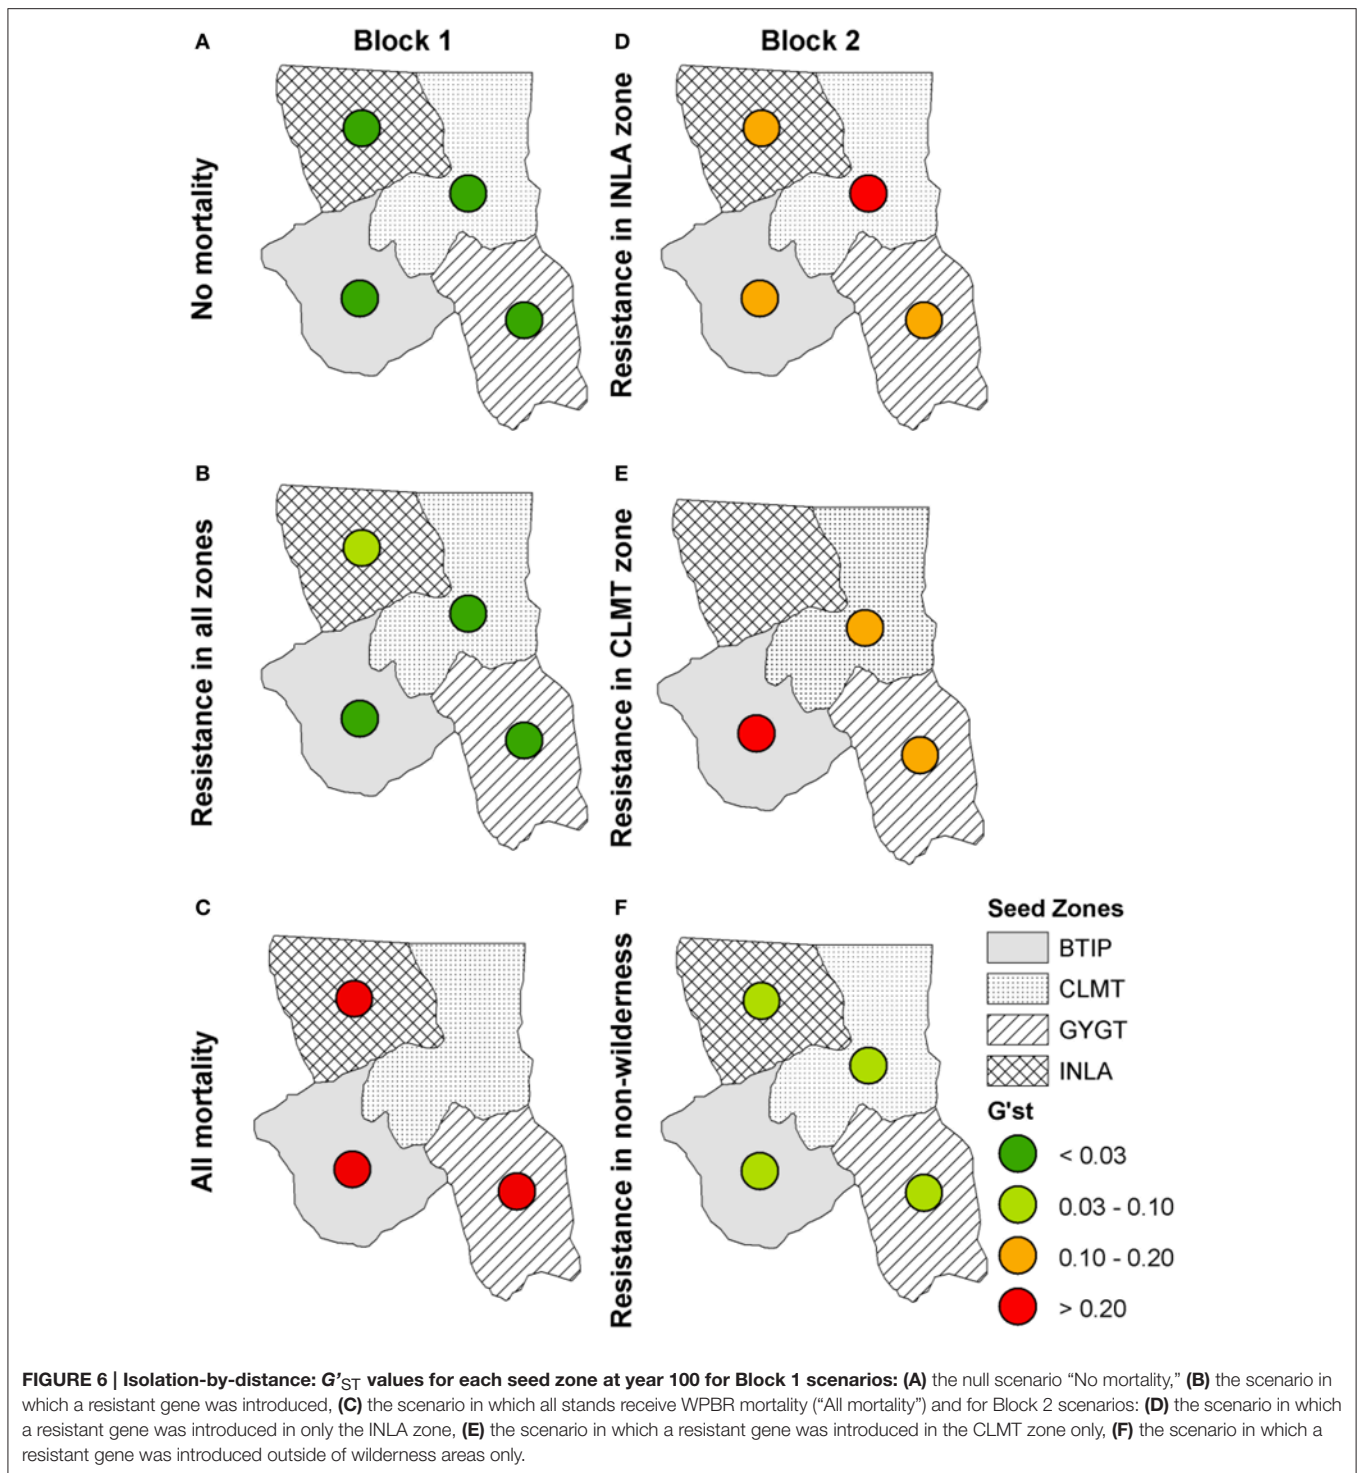 A
Block 1
D
Block 2
No mortality
Resistance in INLA zone
B
E
Resistance in all zones
Resistance in CLMT zone
C
F
All mortality
Resistance in non-wilderness
Seed Zones
BTIP
CLMT
GYGT
INLA
G'st
< 0.03
0.03 - 0.10
0.10 - 0.20
> 0.20
FIGURE 6 | Isolation-by-distance: G′ST values for each seed zone at year 100 for Block 1 scenarios: (A) the null scenario “No mortality,” (B) the scenario in
which a resistant gene was introduced, (C) the scenario in which all stands receive WPBR mortality (“All mortality”) and for Block 2 scenarios: (D) the scenario in which
a resistant gene was introduced in only the INLA zone, (E) the scenario in which a resistant gene was introduced in the CLMT zone only, (F) the scenario in which a
resistant gene was introduced outside of wilderness areas only.